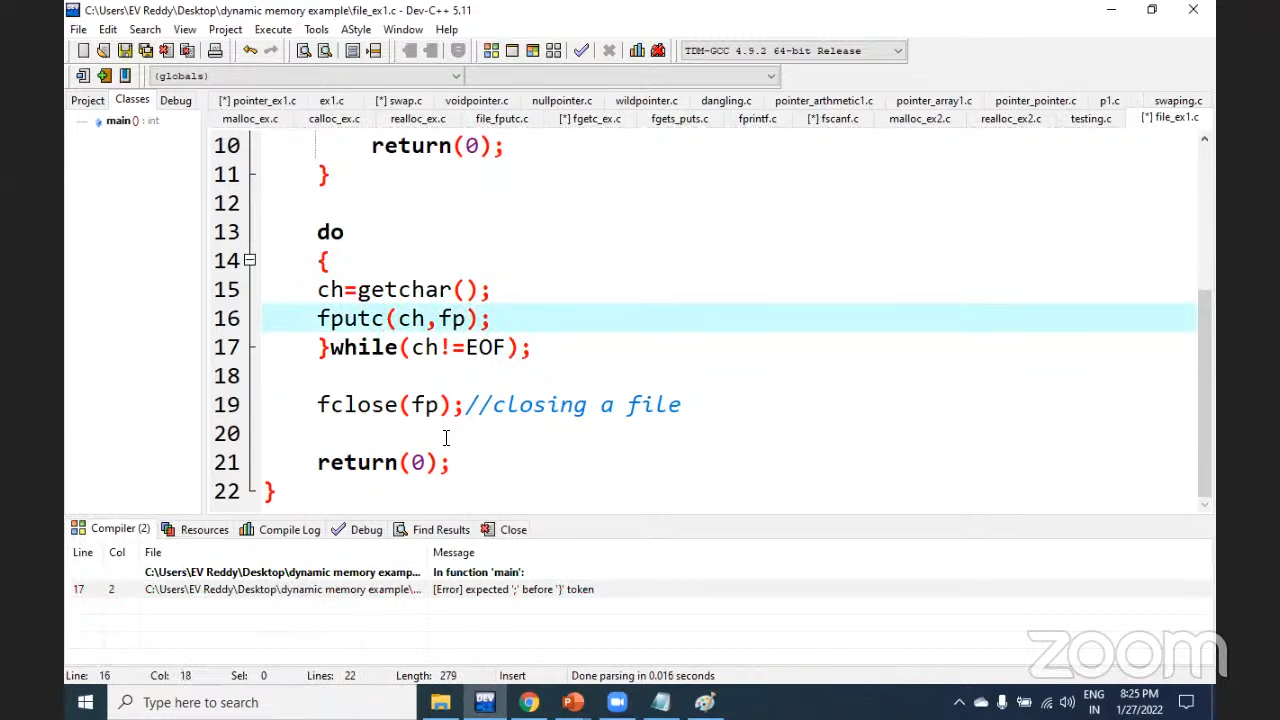 C:\Users\EV Reddy\Desktop\dynamic memory example\file_ex1.c - Dev-C++ 5.11
File Edit Search View Project Execute Tools AStyle Window Help
TDM-GCC 4.9.2 64-bit Release
(globals)
Project Classes Debug
[*] pointer_ex1.c ex1.c [*] swap.c voidpointer.c nullpointer.c wildpointer.c dangling.c pointer_arthmetic1.c pointer_array1.c pointer_pointer.c p1.c swaping.c
malloc_ex.c calloc_ex.c realloc_ex.c file_fputc.c [*] fgetc_ex.c fgets_puts.c fprintf.c [*] fscanf.c malloc_ex2.c realloc_ex2.c testing.c [*] file_ex1.c
main () : int
10 return(0);
11 }
12
13 do
14 {
15 ch=getchar();
16 fputc(ch,fp);
17 }while(ch!=EOF);
18
19 fclose(fp);//closing a file
20
21 return(0);
22 }
Compiler (2) Resources Compile Log Debug Find Results Close
Line Col File Message
C:\Users\EV Reddy\Desktop\dynamic memory examp... In function 'main':
17 2 C:\Users\EV Reddy\Desktop\dynamic memory example\... [Error] expected ';' before '}' token
zoom
Line: 16 Col: 18 Sel: 0 Lines: 22 Length: 279 Insert Done parsing in 0.016 seconds
DEV
Type here to search
ENG
IN
8:25 PM
1/27/2022